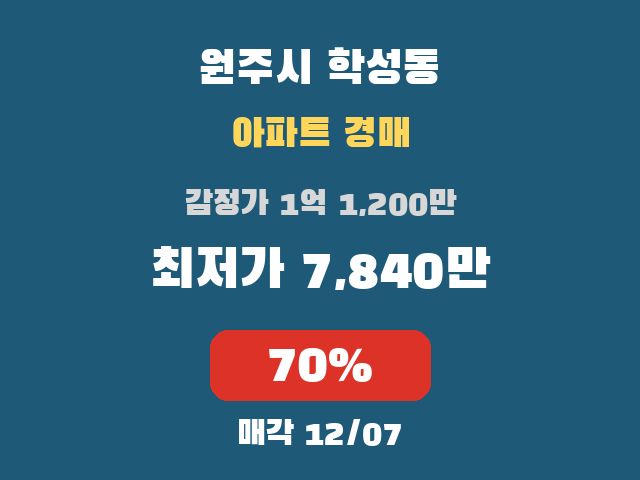 원주시 학성동
아파트 경매
감정가 1억 1,200만
최저가 7,840만
70%
매각 12/07